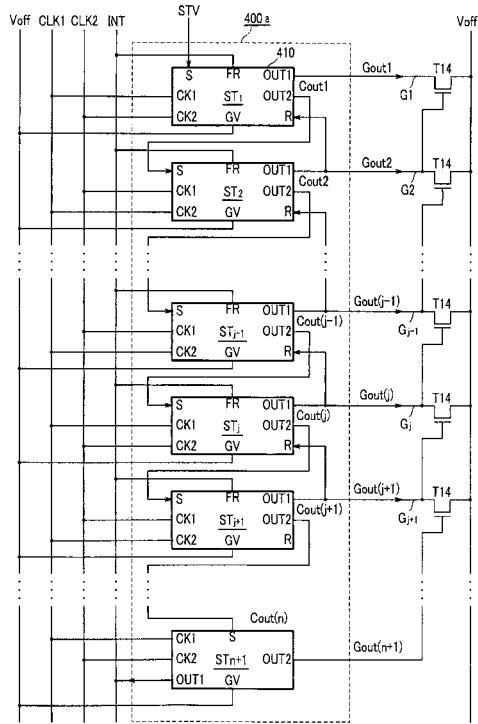 Voff CLK1 CLK2 INT STV 400a Voff
410
S FR OUT1 Gout1 T14
CK1 ST1 OUT2 Cout1 G1
CK2 GV R
S FR OUT1 Gout2 T14
CK1 ST2 OUT2 Cout2 G2
CK2 GV R
S FR OUT1 Gout(j-1) T14
CK1 STj-1 OUT2 Cout(j-1) Gj-1
CK2 GV R
S FR OUT1 Gout(j) T14
CK1 STj OUT2 Cout(j) Gj
CK2 GV R
S FR OUT1 Gout(j+1) T14
CK1 STj+1 OUT2 Cout(j+1) Gj+1
CK2 GV R
Cout(n)
CK1 S
CK2 STn+1 OUT2 Gout(n+1)
OUT1 GV